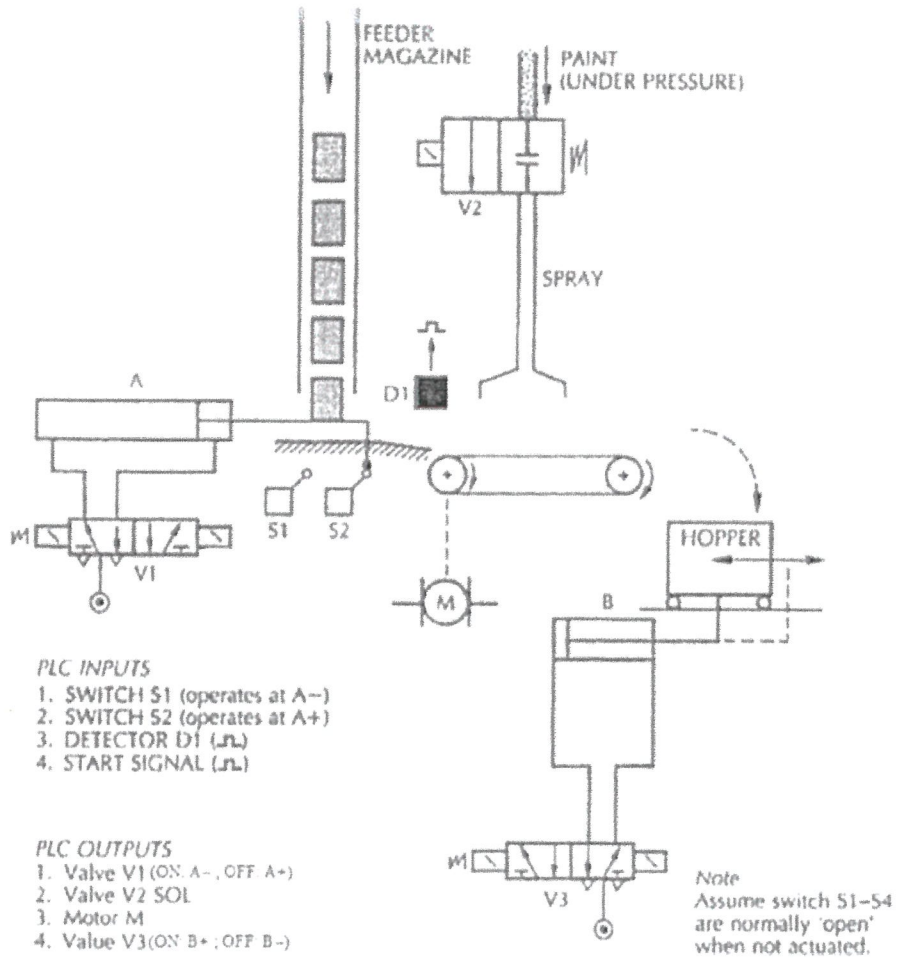 FEEDER
MAGAZINE
PAINT
(UNDER PRESSURE)
V2
SPRAY
A
D1
S1
S2
V1
HOPPER
M
B
PLC INPUTS
1. SWITCH S1 (operates at A−)
2. SWITCH S2 (operates at A+)
3. DETECTOR D1 (⎍)
4. START SIGNAL (⎍)
PLC OUTPUTS
1. Valve V1 (ON: A−; OFF: A+)
2. Valve V2 SOL
3. Motor M
4. Value V3 (ON: B+; OFF: B−)
V3
Note
Assume switch S1–S4
are normally 'open'
when not actuated.